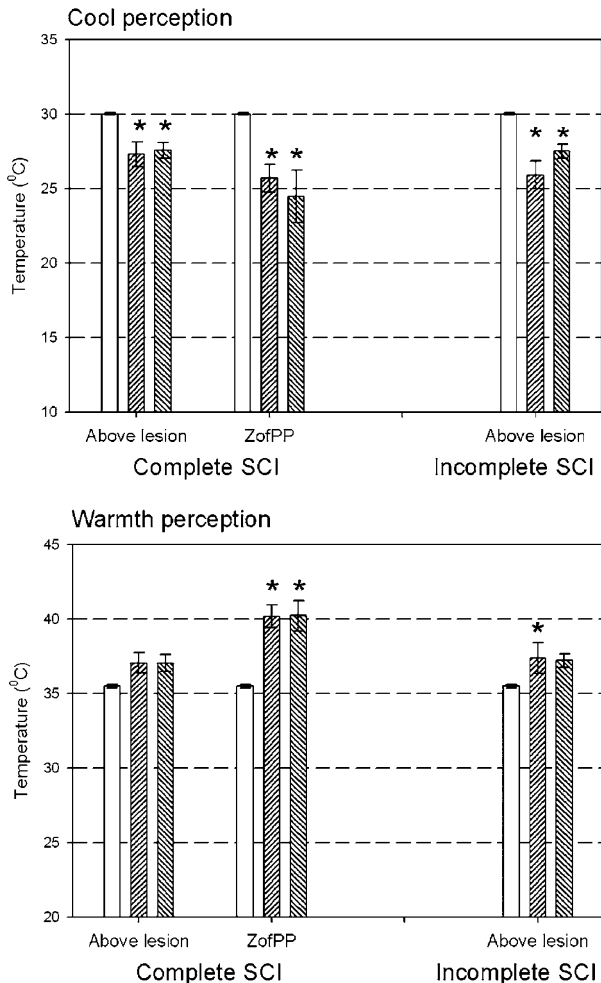 Cool perception
35
30
25
20
15
10
Temperature (⁰C)
* * * * * *
Above lesion ZofPP Above lesion
Complete SCI Incomplete SCI
Warmth perception
45
40
35
30
25
20
Temperature (⁰C)
* * *
Above lesion ZofPP Above lesion
Complete SCI Incomplete SCI